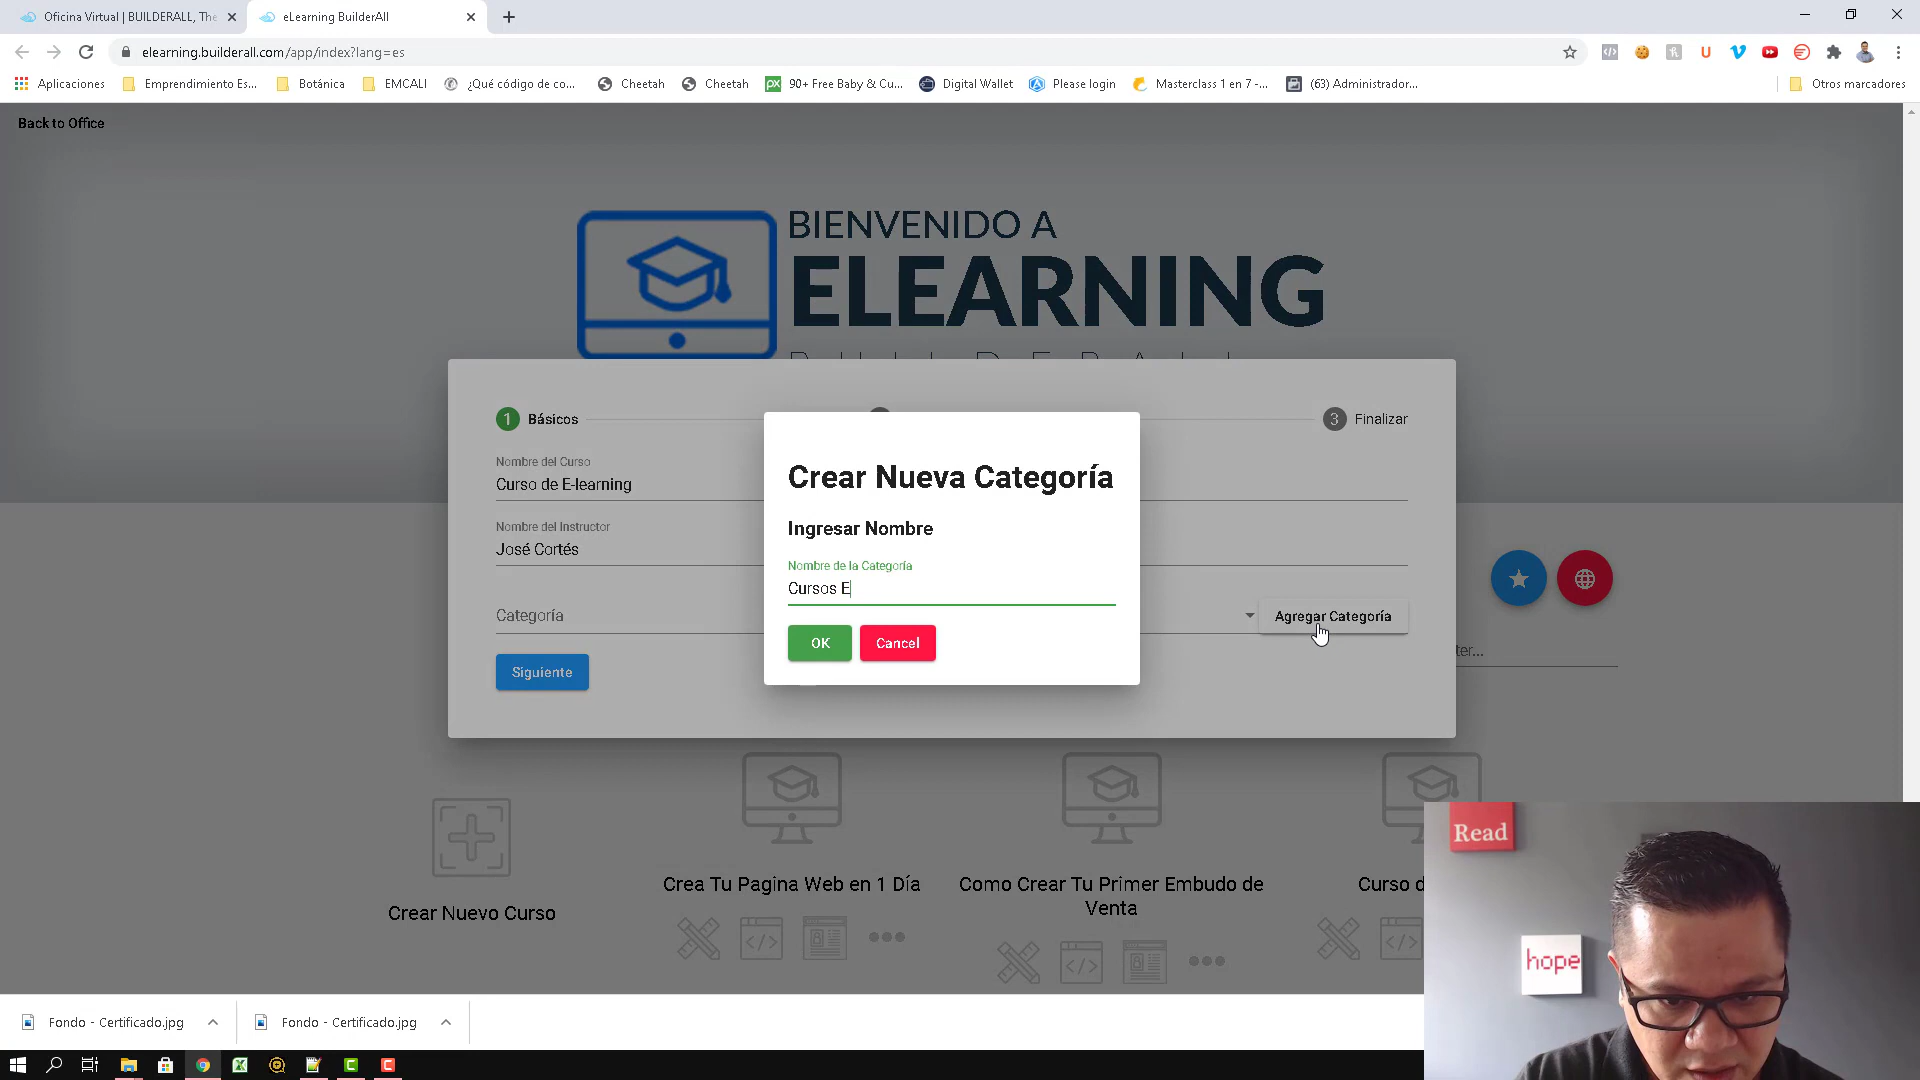 Oficina Virtual | BUILDERALL, The
eLearning BuilderAll
elearning.builderall.com/app/index?lang=es
Aplicaciones
Emprendimiento Es...
Botánica
EMCALI
¿Qué código de co...
Cheetah
Cheetah
90+ Free Baby & Cu...
Digital Wallet
Please login
Masterclass 1 en 7 -...
(63) Administrador...
Otros marcadores
Back to Office
BIENVENIDO A
ELEARNING
1 Básicos
3 Finalizar
Nombre del Curso
Curso de E-learning
Nombre del Instructor
José Cortés
Categoría
Agregar Categoría
Siguiente
Crear Nueva Categoría
Ingresar Nombre
Nombre de la Categoría
Cursos E
OK
Cancel
ter...
Crear Nuevo Curso
Crea Tu Pagina Web en 1 Día
Como Crear Tu Primer Embudo de
Venta
Curso d
Read
hope
Fondo - Certificado.jpg
Fondo - Certificado.jpg